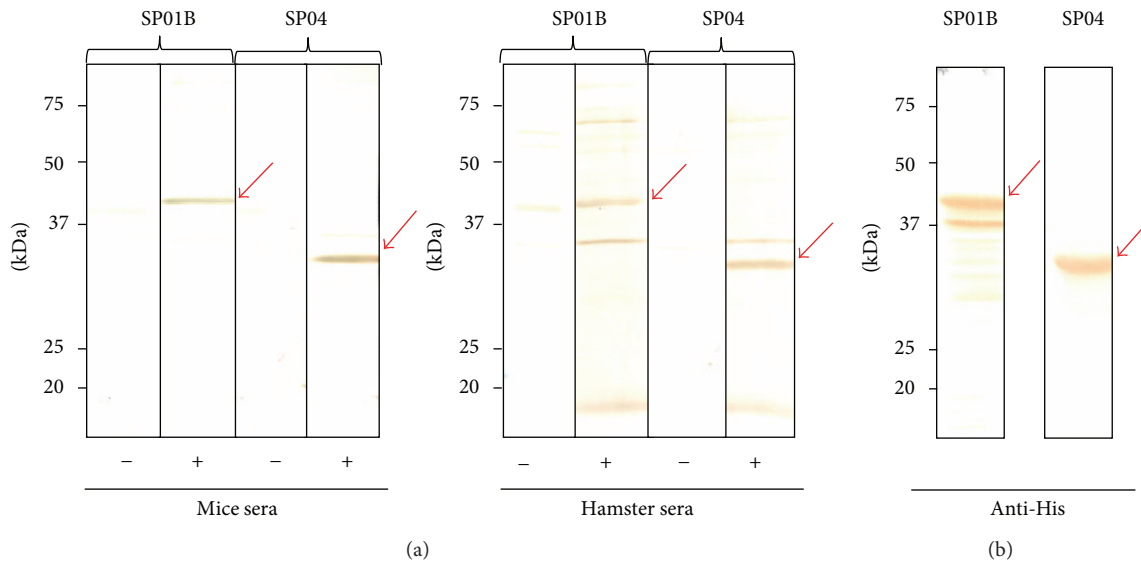 SP01B SP04
75
50
37
25
20
(kDa)
− + − +
Mice sera
SP01B SP04
75
50
37
25
20
(kDa)
− + − +
Hamster sera
(a)
SP01B SP04
75
50
37
25
20
(kDa)
Anti-His
(b)